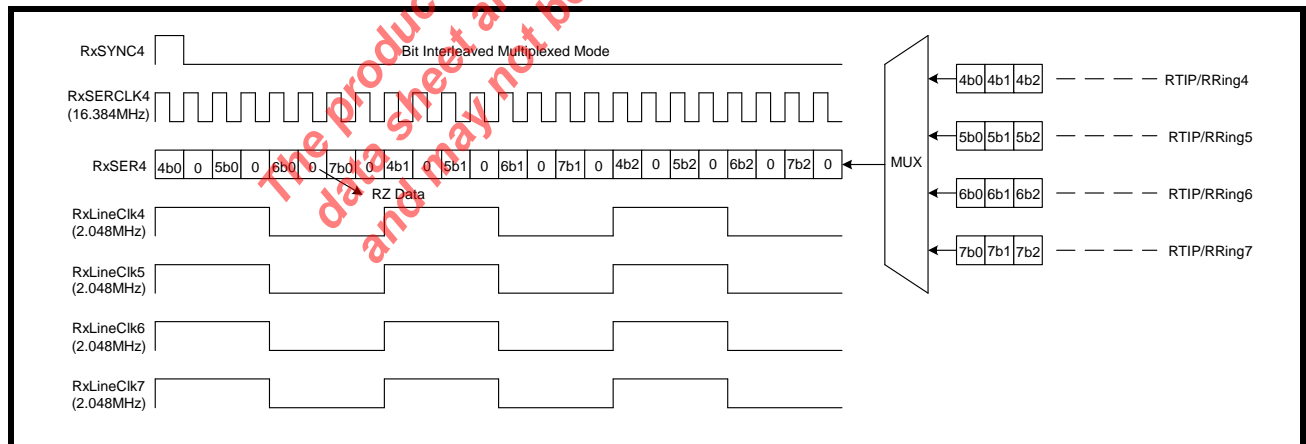 RxSYNC4
Bit Interleaved Multiplexed Mode
RxSERCLK4
(16.384MHz)
RxSER4 4b0 0 5b0 0 6b0 0 7b0 0 4b1 0 5b1 0 6b1 0 7b1 0 4b2 0 5b2 0 6b2 0 7b2 0
RZ Data
RxLineClk4
(2.048MHz)
RxLineClk5
(2.048MHz)
RxLineClk6
(2.048MHz)
RxLineClk7
(2.048MHz)
MUX
4b0 4b1 4b2 RTIP/RRing4
5b0 5b1 5b2 RTIP/RRing5
6b0 6b1 6b2 RTIP/RRing6
7b0 7b1 7b2 RTIP/RRing7
The produc
data sheet a
and may not b